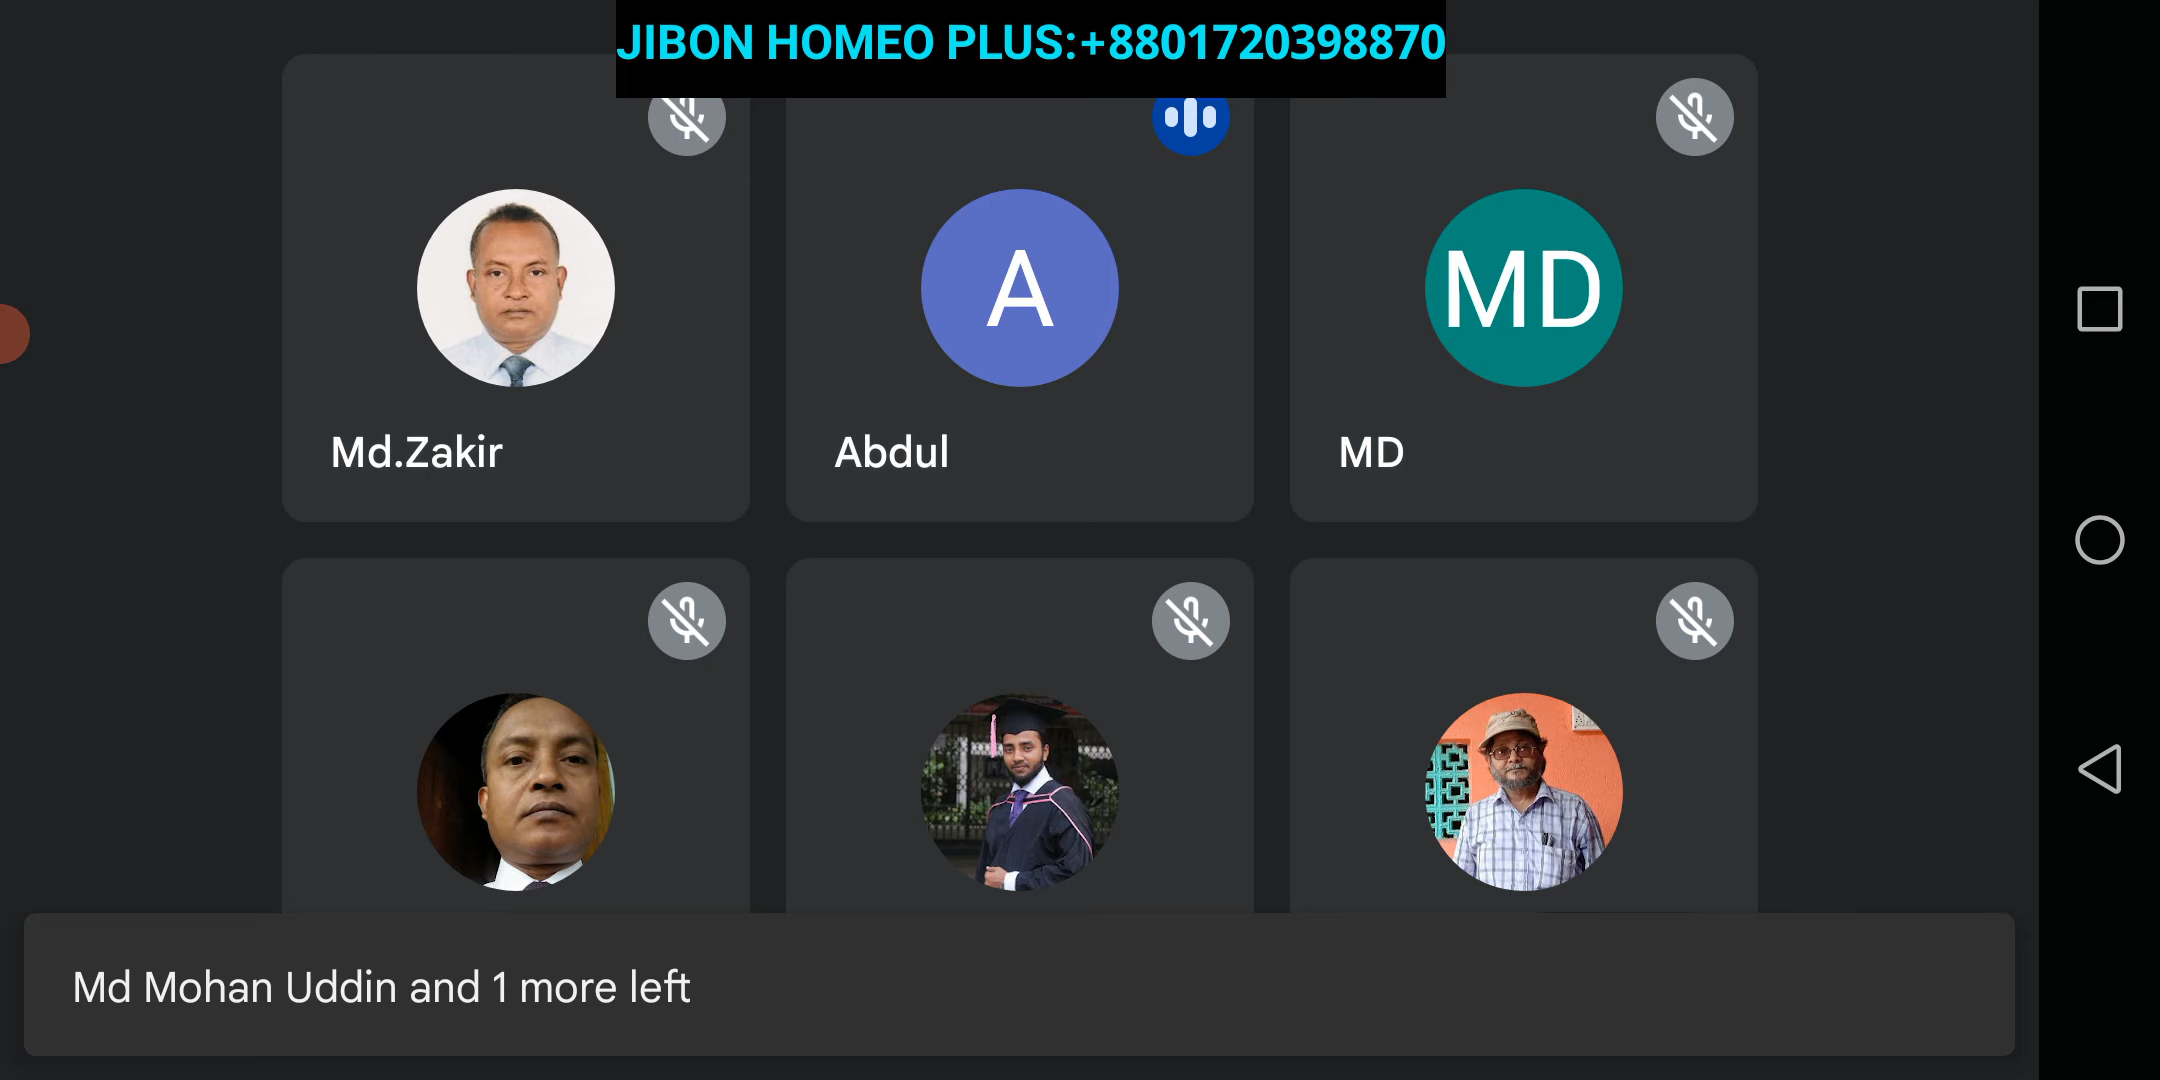 JIBON HOMEO PLUS:+8801720398870
A
MD
Md.Zakir
Abdul
MD
Md Mohan Uddin and 1 more left